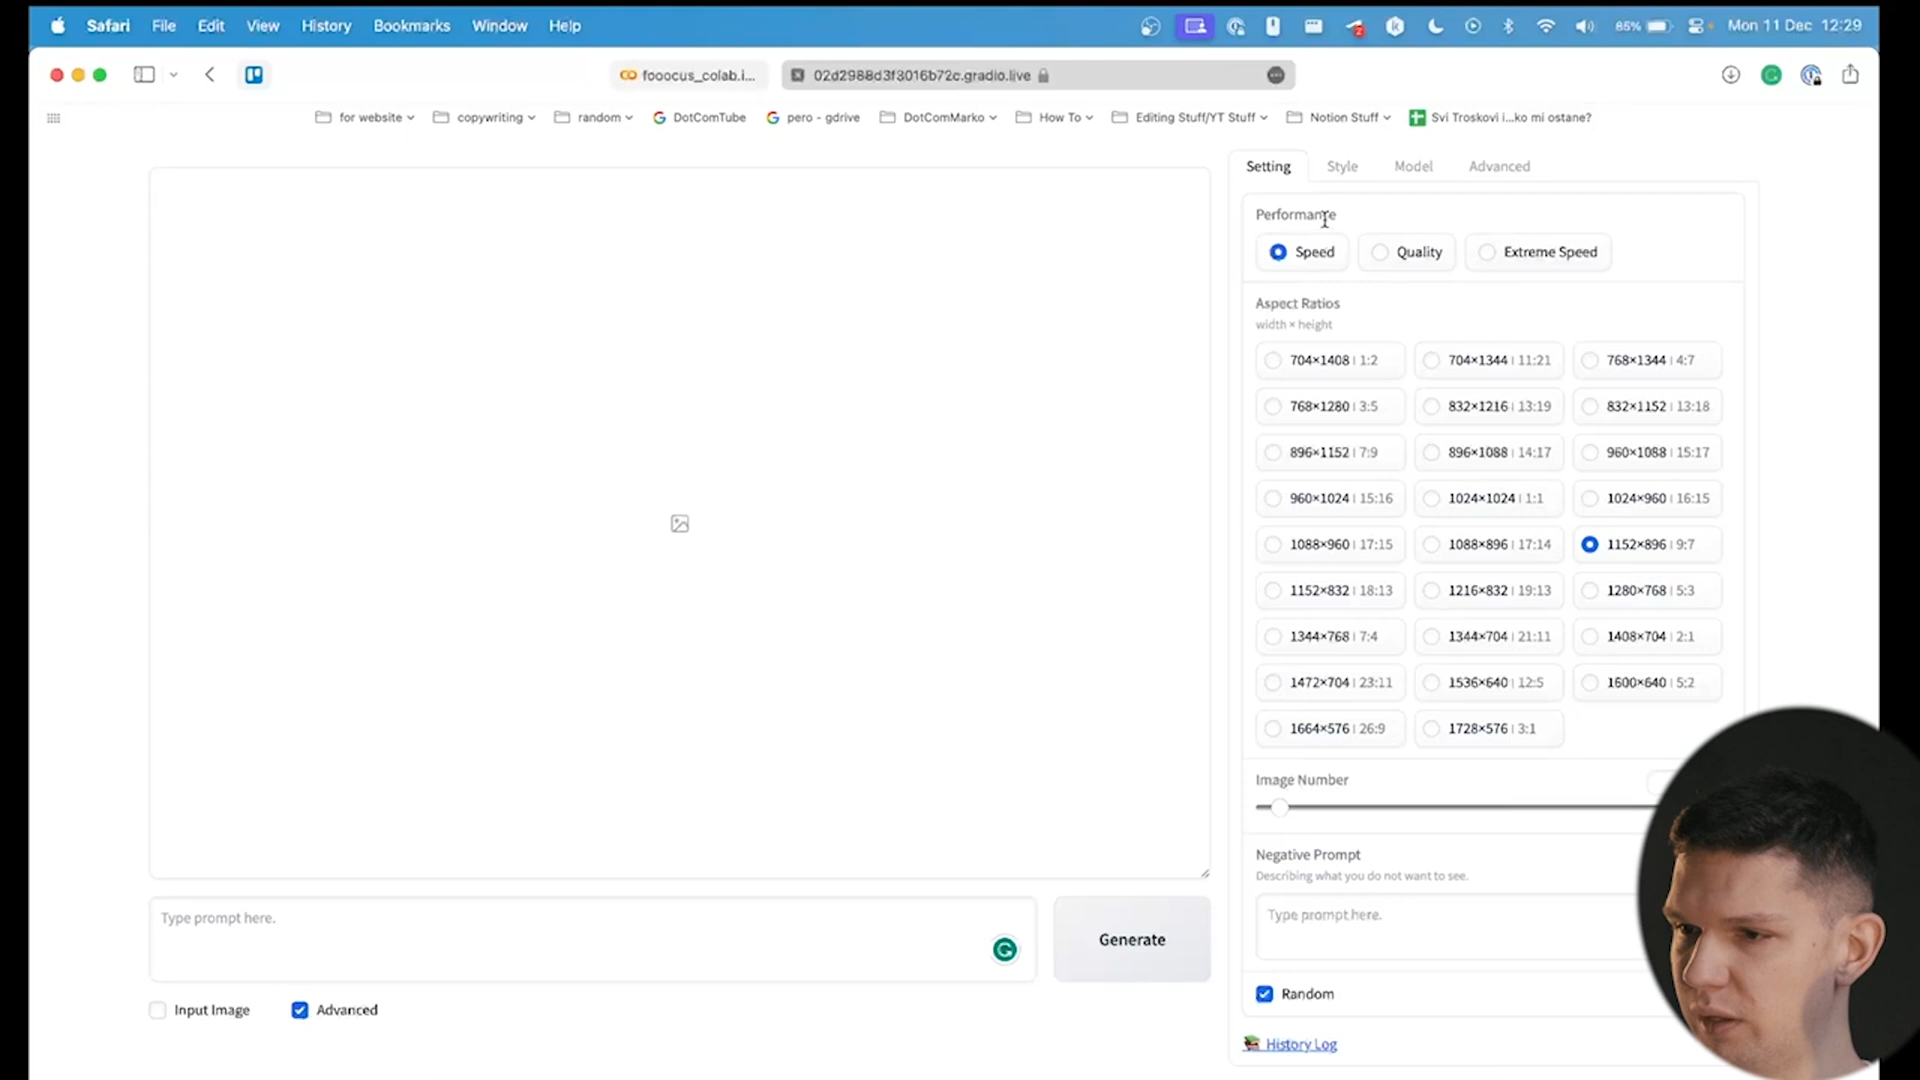 Safari File Edit View History Bookmarks Window Help 85% Mon 11 Dec 12:29
fooocus_colab.i... 02d2988d3f3016b72c.gradio.live
for website copywriting random DotComTube pero - gdrive DotComMarko How To Editing Stuff/YT Stuff Notion Stuff Svi Troskovi i...ko mi ostane?
Setting Style Model Advanced
Performance
Speed Quality Extreme Speed
Aspect Ratios
width × height
704×1408 | 1:2 704×1344 | 11:21 768×1344 | 4:7
768×1280 | 3:5 832×1216 | 13:19 832×1152 | 13:18
896×1152 | 7:9 896×1088 | 14:17 960×1088 | 15:17
960×1024 | 15:16 1024×1024 | 1:1 1024×960 | 16:15
1088×960 | 17:15 1088×896 | 17:14 1152×896 | 9:7
1152×832 | 18:13 1216×832 | 19:13 1280×768 | 5:3
1344×768 | 7:4 1344×704 | 21:11 1408×704 | 2:1
1472×704 | 23:11 1536×640 | 12:5 1600×640 | 5:2
1664×576 | 26:9 1728×576 | 3:1
Image Number
Negative Prompt
Describing what you do not want to see.
Type prompt here.
Random
History Log
Type prompt here.
Generate
Input Image Advanced